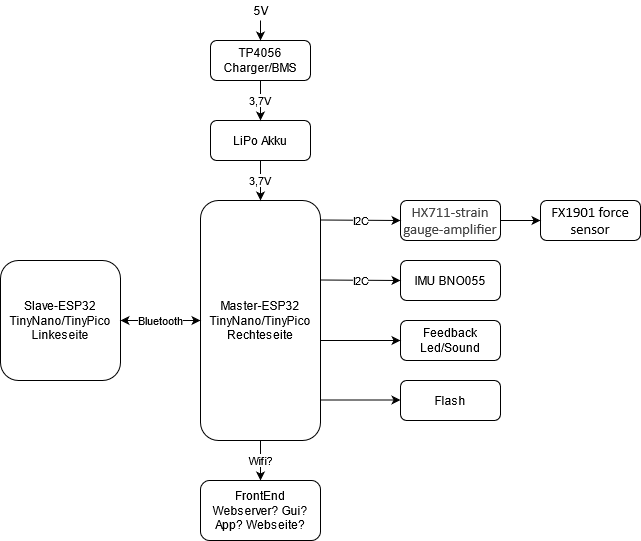 5V
TP4056
Charger/BMS
3,7V
LiPo Akku
3,7V
Slave-ESP32
TinyNano/TinyPico
Linkeseite
Bluetooth
Master-ESP32
TinyNano/TinyPico
Rechteseite
I2C
HX711-strain
gauge-amplifier
FX1901 force
sensor
I2C
IMU BNO055
Feedback
Led/Sound
Flash
Wifi?
FrontEnd
Webserver? Gui?
App? Webseite?